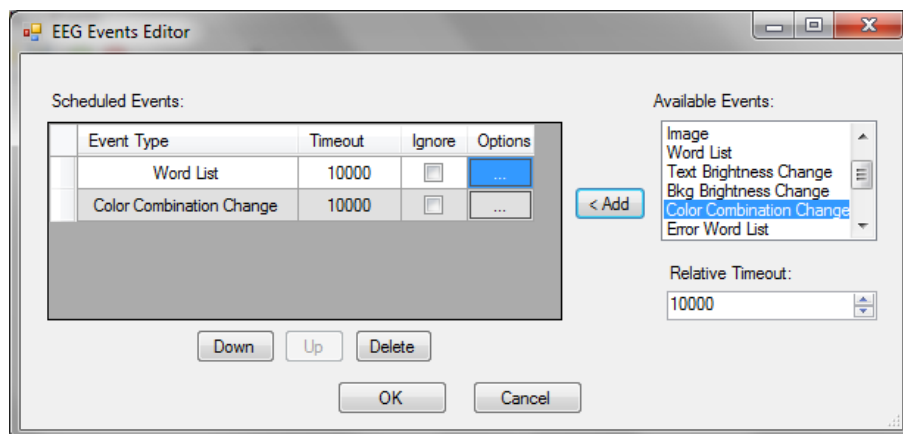 EEG Events Editor
Scheduled Events:
Event Type Timeout Ignore Options
Word List 10000 ...
Color Combination Change 10000 ...
Down Up Delete
< Add
Available Events:
Image
Word List
Text Brightness Change
Bkg Brightness Change
Color Combination Change
Error Word List
Relative Timeout:
10000
OK Cancel